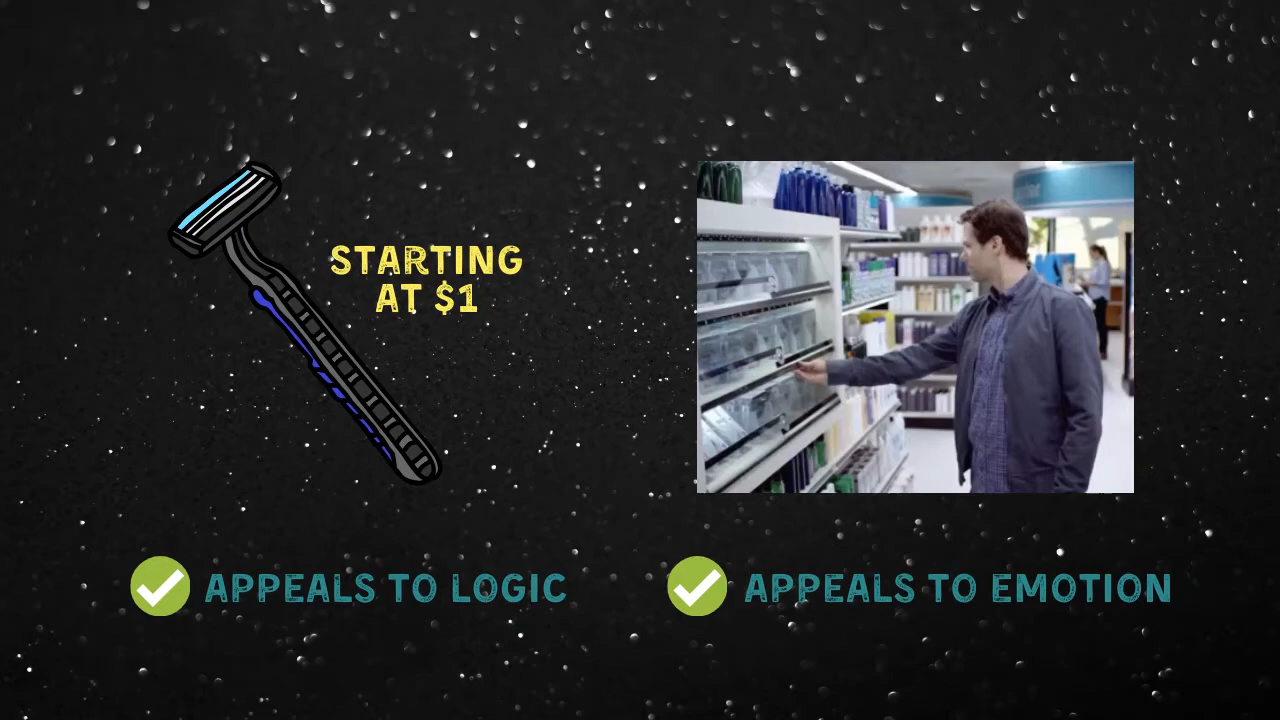 STARTING
AT $1
APPEALS TO LOGIC
APPEALS TO EMOTION